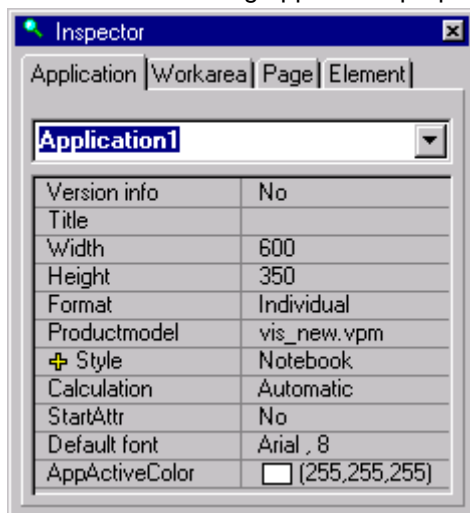 Inspector
Application Workarea Page Element
Application1
Version info No
Title
Width 600
Height 350
Format Individual
Productmodel vis_new.vpm
Style Notebook
Calculation Automatic
StartAttr No
Default font Arial , 8
AppActiveColor (255,255,255)